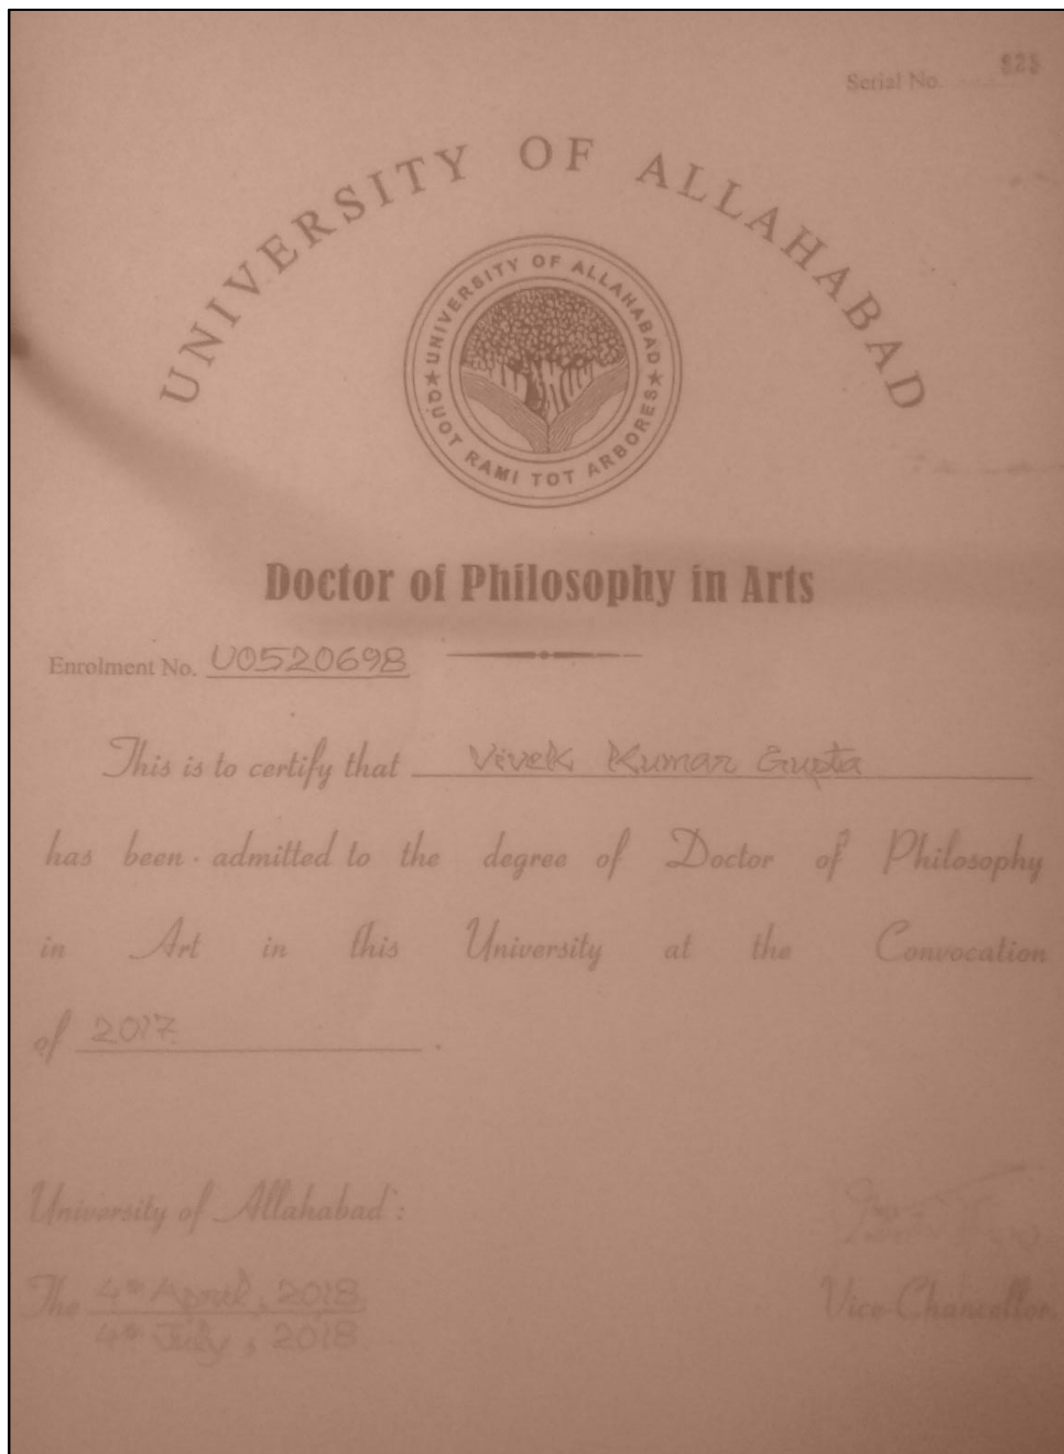 Serial No. 825
UNIVERSITY OF ALLAHABAD
UNIVERSITY OF ALLAHABAD
QUOT RAMI TOT ARBORES
Doctor of Philosophy in Arts
Enrolment No. U0520698
This is to certify that Vivek Kumar Gupta
has been admitted to the degree of Doctor of Philosophy
in Art in this University at the Convocation
of 2017.
University of Allahabad:
The 4th April, 2018
4th July, 2018.
Vice-Chancellor